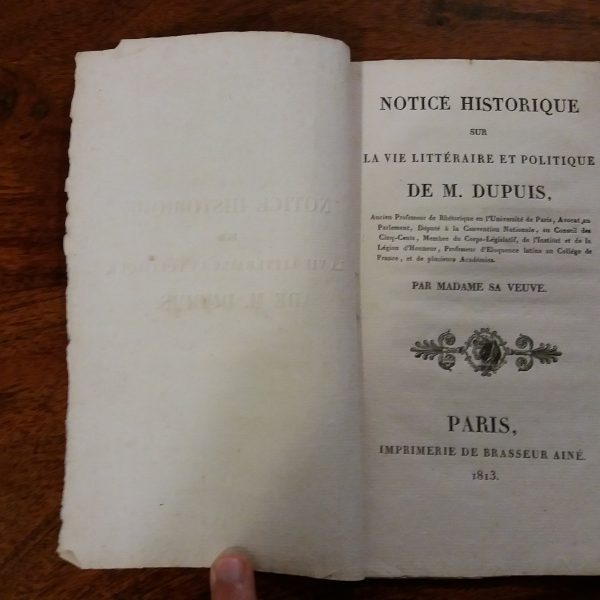 NOTICE HISTORIQUE
SUR
LA VIE LITTÉRAIRE ET POLITIQUE
DE M. DUPUIS,
Ancien Professeur de Rhétorique en l'Université de Paris, Avocat au
Parlement, Député à la Convention Nationale, au Conseil des
Cinq-Cents, Membre du Corps-Législatif, de l'Institut et de la
Légion d'Honneur, Professeur d'Eloquence latine au Collége de
France, et de plusieurs Académies.
PAR MADAME SA VEUVE.
PARIS,
IMPRIMERIE DE BRASSEUR AINÉ.
1813.